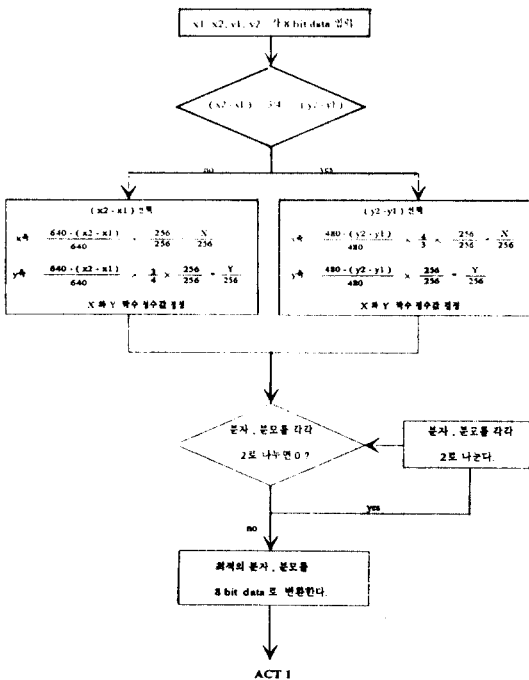 x1, x2, y1, y2 각 8 bit data 입력
(x2-x1) 3/4 (y2-y1)
no
yes
(x2-x1) 선택
x축 640-(x2-x1)/640 × 256/256 = X/256
y축 640-(x2-x1)/640 × 3/4 × 256/256 = Y/256
X 와 Y 정수값 결정
(y2-y1) 선택
480-(y2-y1)/480 × 4/3 × 256/256 = X/256
y축 480-(y2-y1)/480 × 256/256 = Y/256
X 와 Y 정수값 결정
분자, 분모를 각각
2로 나누면 0 ?
분자, 분모를 각각
2로 나눈다.
yes
no
최적의 분자, 분모를
8 bit data 로 변환한다.
ACT 1